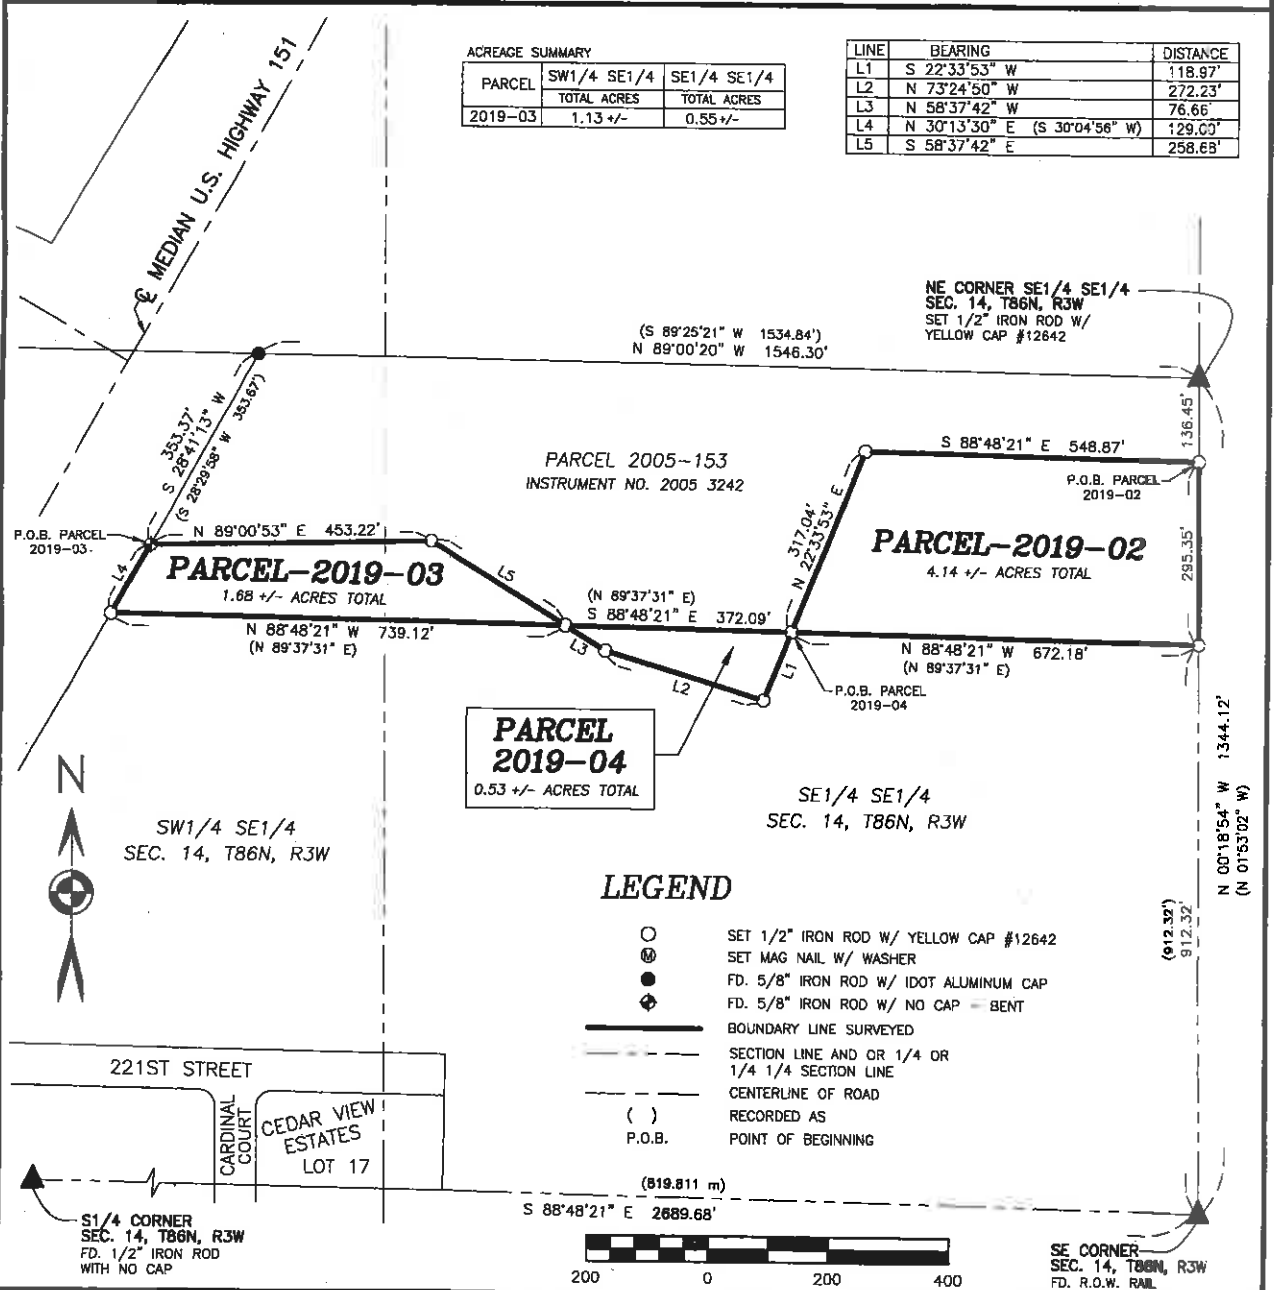 ACREAGE SUMMARY
PARCEL SW1/4 SE1/4 SE1/4 SE1/4
TOTAL ACRES TOTAL ACRES
2019-03 1.13 +/- 0.55+/-
LINE BEARING DISTANCE
L1 S 22°33'53" W 118.97'
L2 N 73°24'50" W 272.23'
L3 N 58°37'42" W 76.66'
L4 N 30°13'30" E (S 30°04'56" W) 129.00'
L5 S 58°37'42" E 258.68'
℄ MEDIAN U.S. HIGHWAY 151
NE CORNER SE1/4 SE1/4
SEC. 14, T86N, R3W
SET 1/2" IRON ROD W/
YELLOW CAP #12642
(S 89°25'21" W 1534.84')
N 89°00'20" W 1546.30'
353.37'
S 28°41'13" W
(S 28°29'58" W 353.67')
136.45'
S 88°48'21" E 548.87'
PARCEL 2005-153
INSTRUMENT NO. 2005 3242
P.O.B. PARCEL
2019-02
P.O.B. PARCEL
2019-03
N 89°00'53" E 453.22'
317.04'
N 22°33'53" E
PARCEL-2019-02
4.14 +/- ACRES TOTAL
295.35'
L4
PARCEL-2019-03
1.68 +/- ACRES TOTAL
L5
(N 89°37'31" E)
S 88°48'21" E 372.09'
N 88°48'21" W 739.12'
(N 89°37'31" E)
L3
L2
L1
N 88°48'21" W 672.18'
(N 89°37'31" E)
P.O.B. PARCEL
2019-04
PARCEL
2019-04
0.53 +/- ACRES TOTAL
N 00°18'54" W 1344.12'
(N 01°53'02" W)
N
SW1/4 SE1/4
SEC. 14, T86N, R3W
SE1/4 SE1/4
SEC. 14, T86N, R3W
(912.32')
912.32'
LEGEND
SET 1/2" IRON ROD W/ YELLOW CAP #12642
M SET MAG NAIL W/ WASHER
FD. 5/8" IRON ROD W/ IDOT ALUMINUM CAP
FD. 5/8" IRON ROD W/ NO CAP - BENT
BOUNDARY LINE SURVEYED
SECTION LINE AND OR 1/4 OR
1/4 1/4 SECTION LINE
CENTERLINE OF ROAD
( ) RECORDED AS
P.O.B. POINT OF BEGINNING
221ST STREET
CARDINAL
COURT
CEDAR VIEW
ESTATES
LOT 17
(819.811 m)
S 88°48'21" E 2689.68'
S1/4 CORNER
SEC. 14, T86N, R3W
FD. 1/2" IRON ROD
WITH NO CAP
200 0 200 400
SE CORNER
SEC. 14, T86N, R3W
FD. R.O.W. RAIL